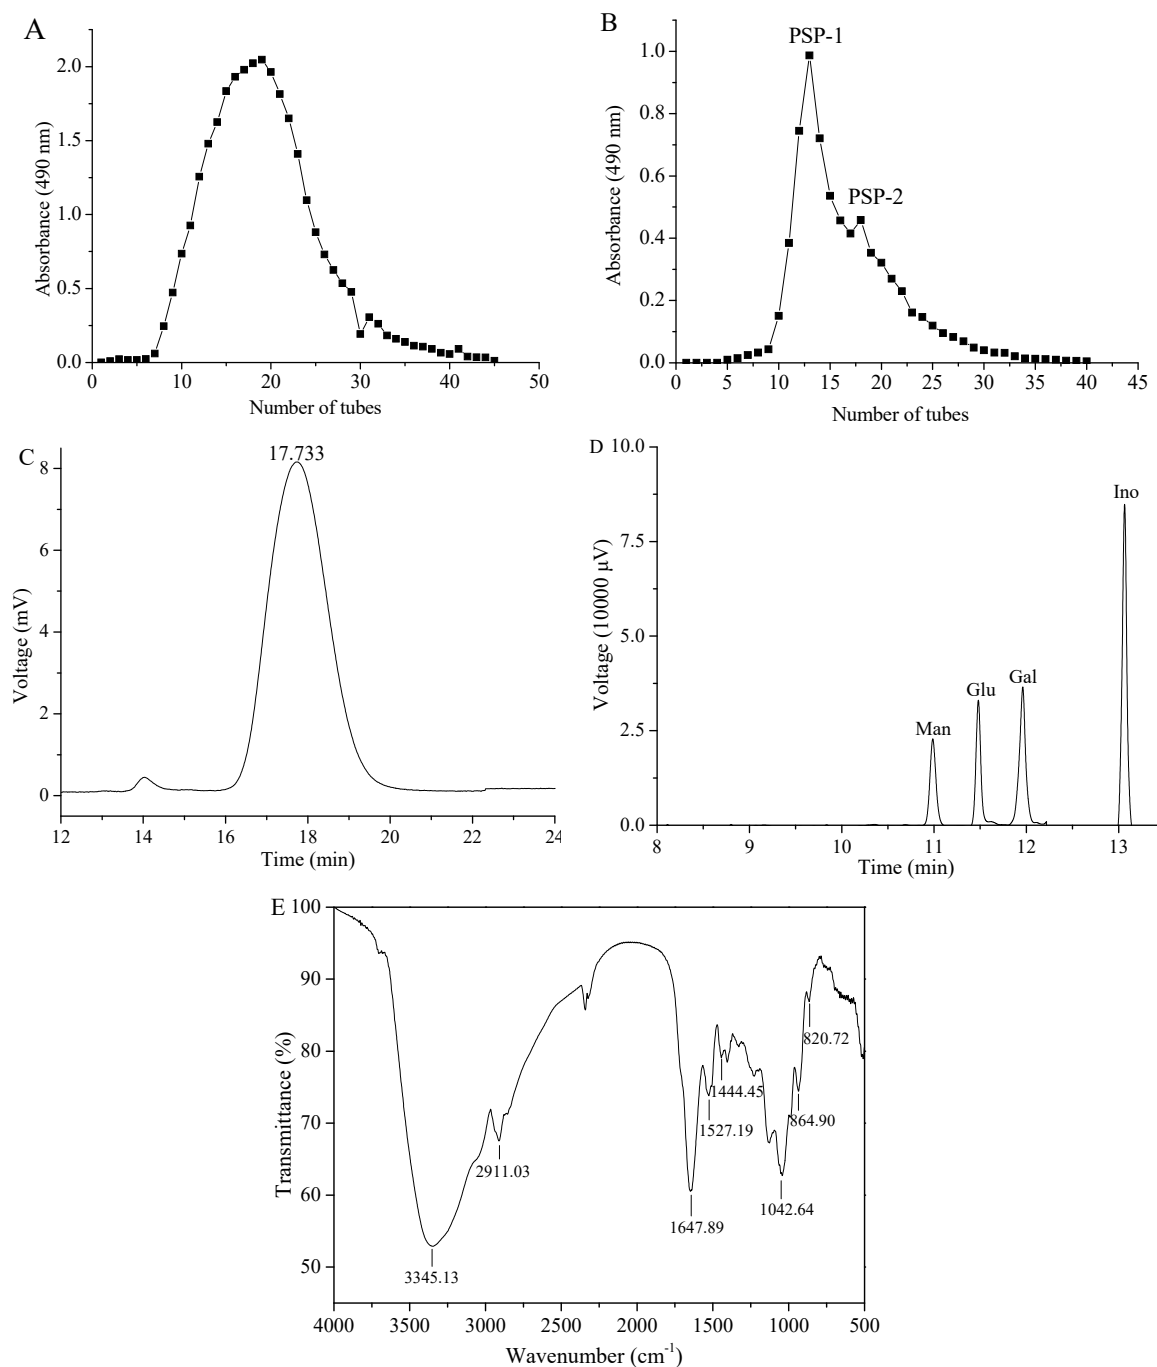 A
Absorbance (490 nm)
2.0
1.5
1.0
0.5
0.0
0 10 20 30 40 50
Number of tubes
B
PSP-1
PSP-2
Absorbance (490 nm)
1.0
0.8
0.6
0.4
0.2
0.0
0 5 10 15 20 25 30 35 40 45
Number of tubes
C
17.733
Voltage (mV)
8
6
4
2
0
12 14 16 18 20 22 24
Time (min)
D
Voltage (10000 μV)
10.0
7.5
5.0
2.5
0.0
Man
Glu
Gal
Ino
8 9 10 11 12 13
Time (min)
E
Transmittance (%)
100
90
80
70
60
50
3345.13
2911.03
1647.89
1527.19
1444.45
1042.64
864.90
820.72
4000 3500 3000 2500 2000 1500 1000 500
Wavenumber (cm⁻¹)